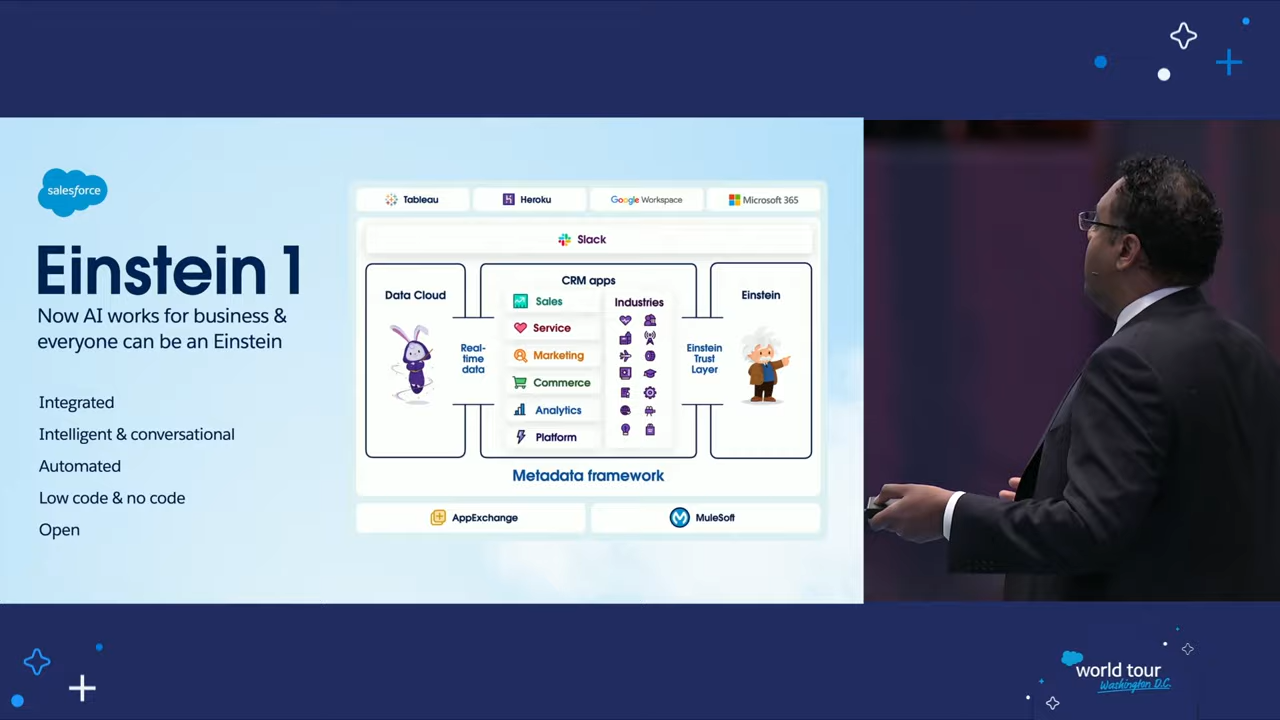 salesforce
Einstein 1
Now AI works for business &
everyone can be an Einstein
Integrated
Intelligent & conversational
Automated
Low code & no code
Open
Tableau
Heroku
Google Workspace
Microsoft 365
Slack
Data Cloud
Real-
time
data
CRM apps
Sales
Service
Marketing
Commerce
Analytics
Platform
Industries
Einstein
Trust
Layer
Einstein
Metadata framework
AppExchange
MuleSoft
world tour
Washington D.C.